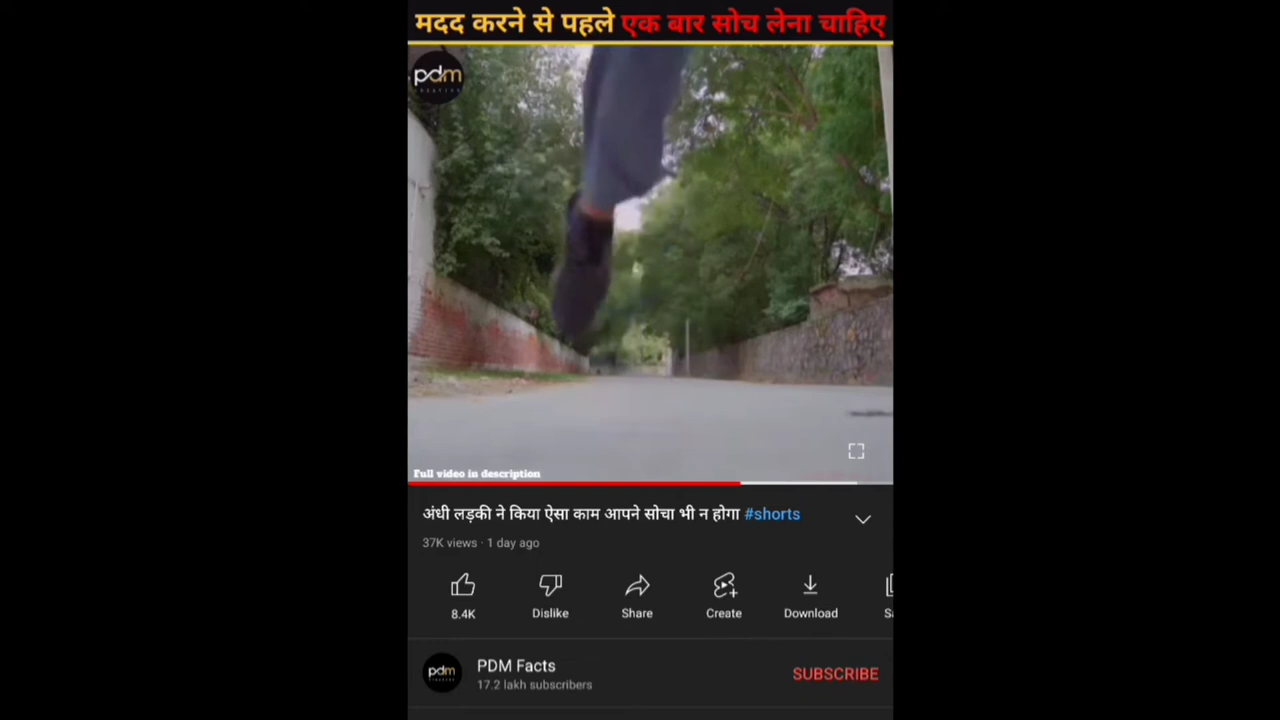 मदद करने से पहले एक बार सोच लेना चाहिए
pdm
Full video in description
अंधी लड़की ने किया ऐसा काम आपने सोचा भी न होगा #shorts
37K views · 1 day ago
8.4K Dislike Share Create Download
pdm
PDM Facts
17.2 lakh subscribers
SUBSCRIBE